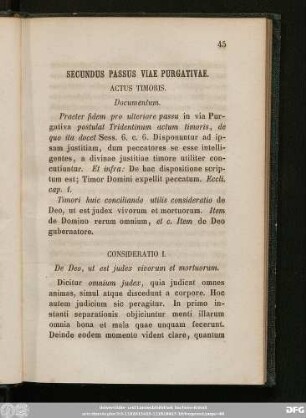 45
SECUNDUS PASSUS VIAE PURGATIVAE.
ACTUS TIMORIS.
Documentum.
Praeter fidem pro ulteriore passu in via Pur-
gativa postulat Tridentinum actum timoris, de
quo ita docet Sess. 6. c. 6. Disponuntur ad ip-
sam justitiam, dum peccatores se esse intelli-
gentes, a divinae justitiae timore utiliter con-
cutiuntur. Et infra: De hac dispositione scrip-
tum est; Timor Domini expellit peccatum. Eccli.
cap. 1.
Timori huic conciliando utilis consideratio de
Deo, ut est judex vivorum et mortuorum. Item
de Domino rerum omnium, et c. Item de Deo
gubernatore.
CONSIDERATIO I.
De Deo, ut est judex vivorum et mortuorum.
Dicitur omnium judex, quia judicat omnes
animas, simul atque discedunt a corpore. Hoc
autem judicium sic peragitur. In primo in-
stanti separationis objiciuntur menti illarum
omnia bona et mala quae unquam fecerunt.
Deinde eodem momento vident clare, quantum